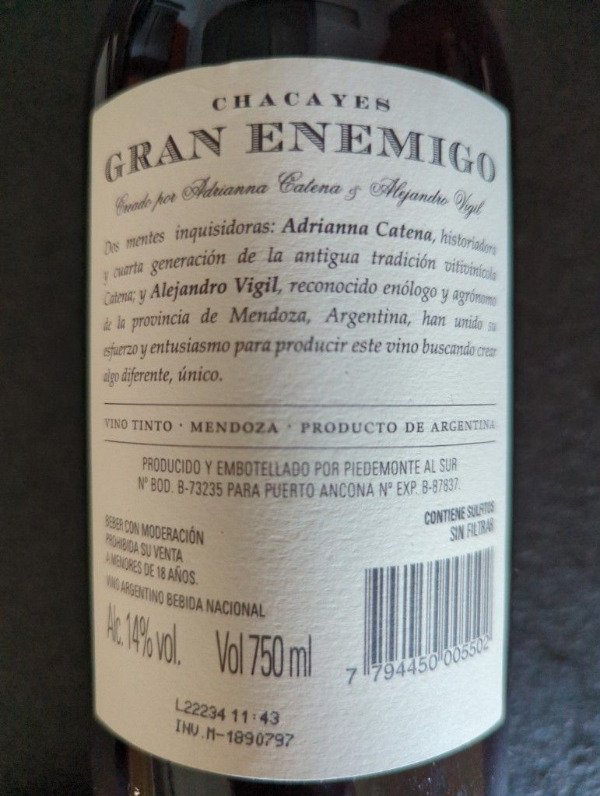 CHACAYES
GRAN ENEMIGO
Creado por Adrianna Catena & Alejandro Vigil
Dos mentes inquisidoras: Adrianna Catena, historiadora
y cuarta generación de la antigua tradición vitivinícola
Catena; y Alejandro Vigil, reconocido enólogo y agrónomo
de la provincia de Mendoza, Argentina, han unido su
esfuerzo y entusiasmo para producir este vino buscando crear
algo diferente, único.
VINO TINTO · MENDOZA · PRODUCTO DE ARGENTINA
PRODUCIDO Y EMBOTELLADO POR PIEDEMONTE AL SUR
Nº BOD. B-73235 PARA PUERTO ANCONA Nº EXP. B-87837.
CONTIENE SULFITOS
SIN FILTRAR
BEBER CON MODERACIÓN
PROHIBIDA SU VENTA
A MENORES DE 18 AÑOS.
VINO ARGENTINO BEBIDA NACIONAL
Alc. 14% vol. Vol 750 ml
7 794450 005502
L22234 11:43
INV.M-1890797